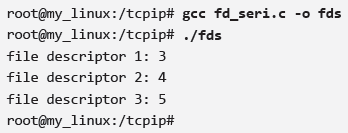 root@my_linux:/tcpip# gcc fd_seri.c -o fds
root@my_linux:/tcpip# ./fds
file descriptor 1: 3
file descriptor 2: 4
file descriptor 3: 5
root@my_linux:/tcpip#